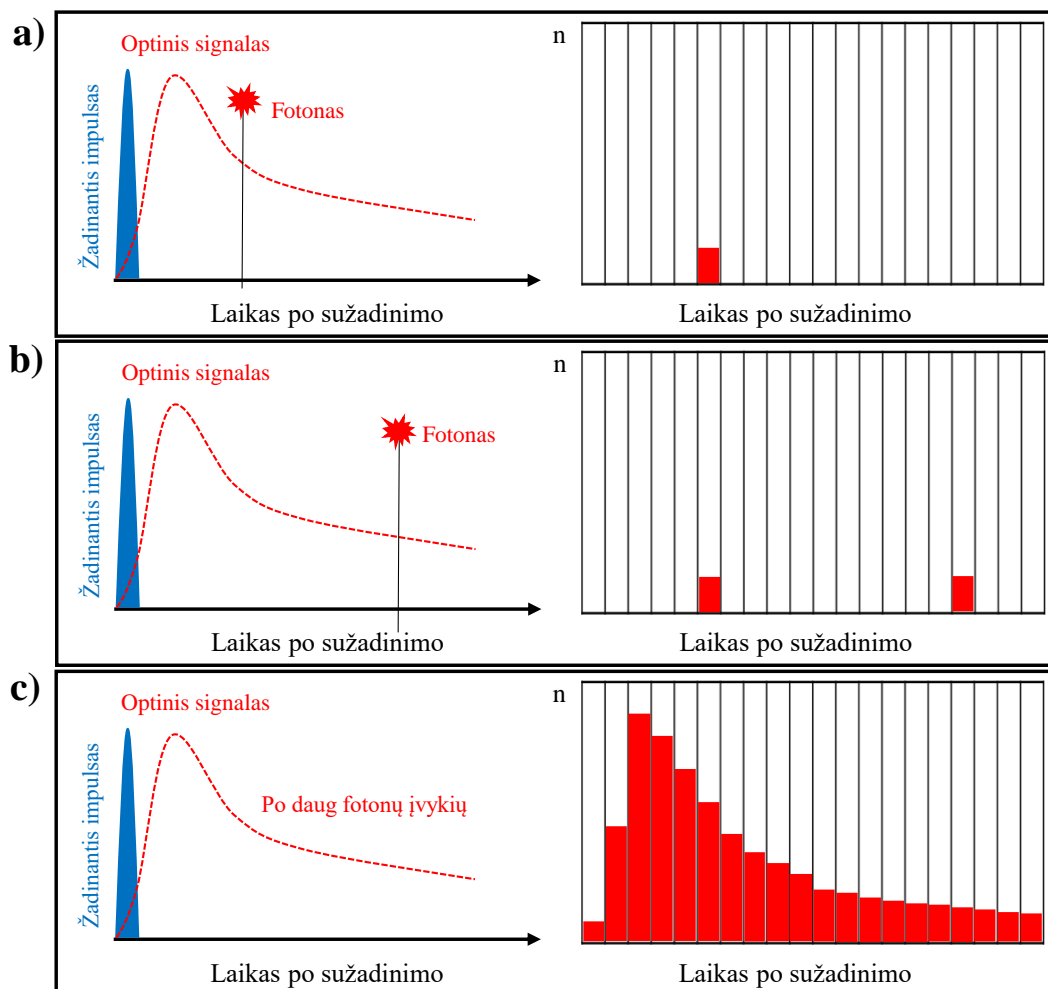 a)
Optinis signalas
Žadinantis impulsas
Fotonas
Laikas po sužadinimo
n
Laikas po sužadinimo
b)
Optinis signalas
Žadinantis impulsas
Fotonas
Laikas po sužadinimo
n
Laikas po sužadinimo
c)
Optinis signalas
Žadinantis impulsas
Po daug fotonų įvykių
Laikas po sužadinimo
n
Laikas po sužadinimo